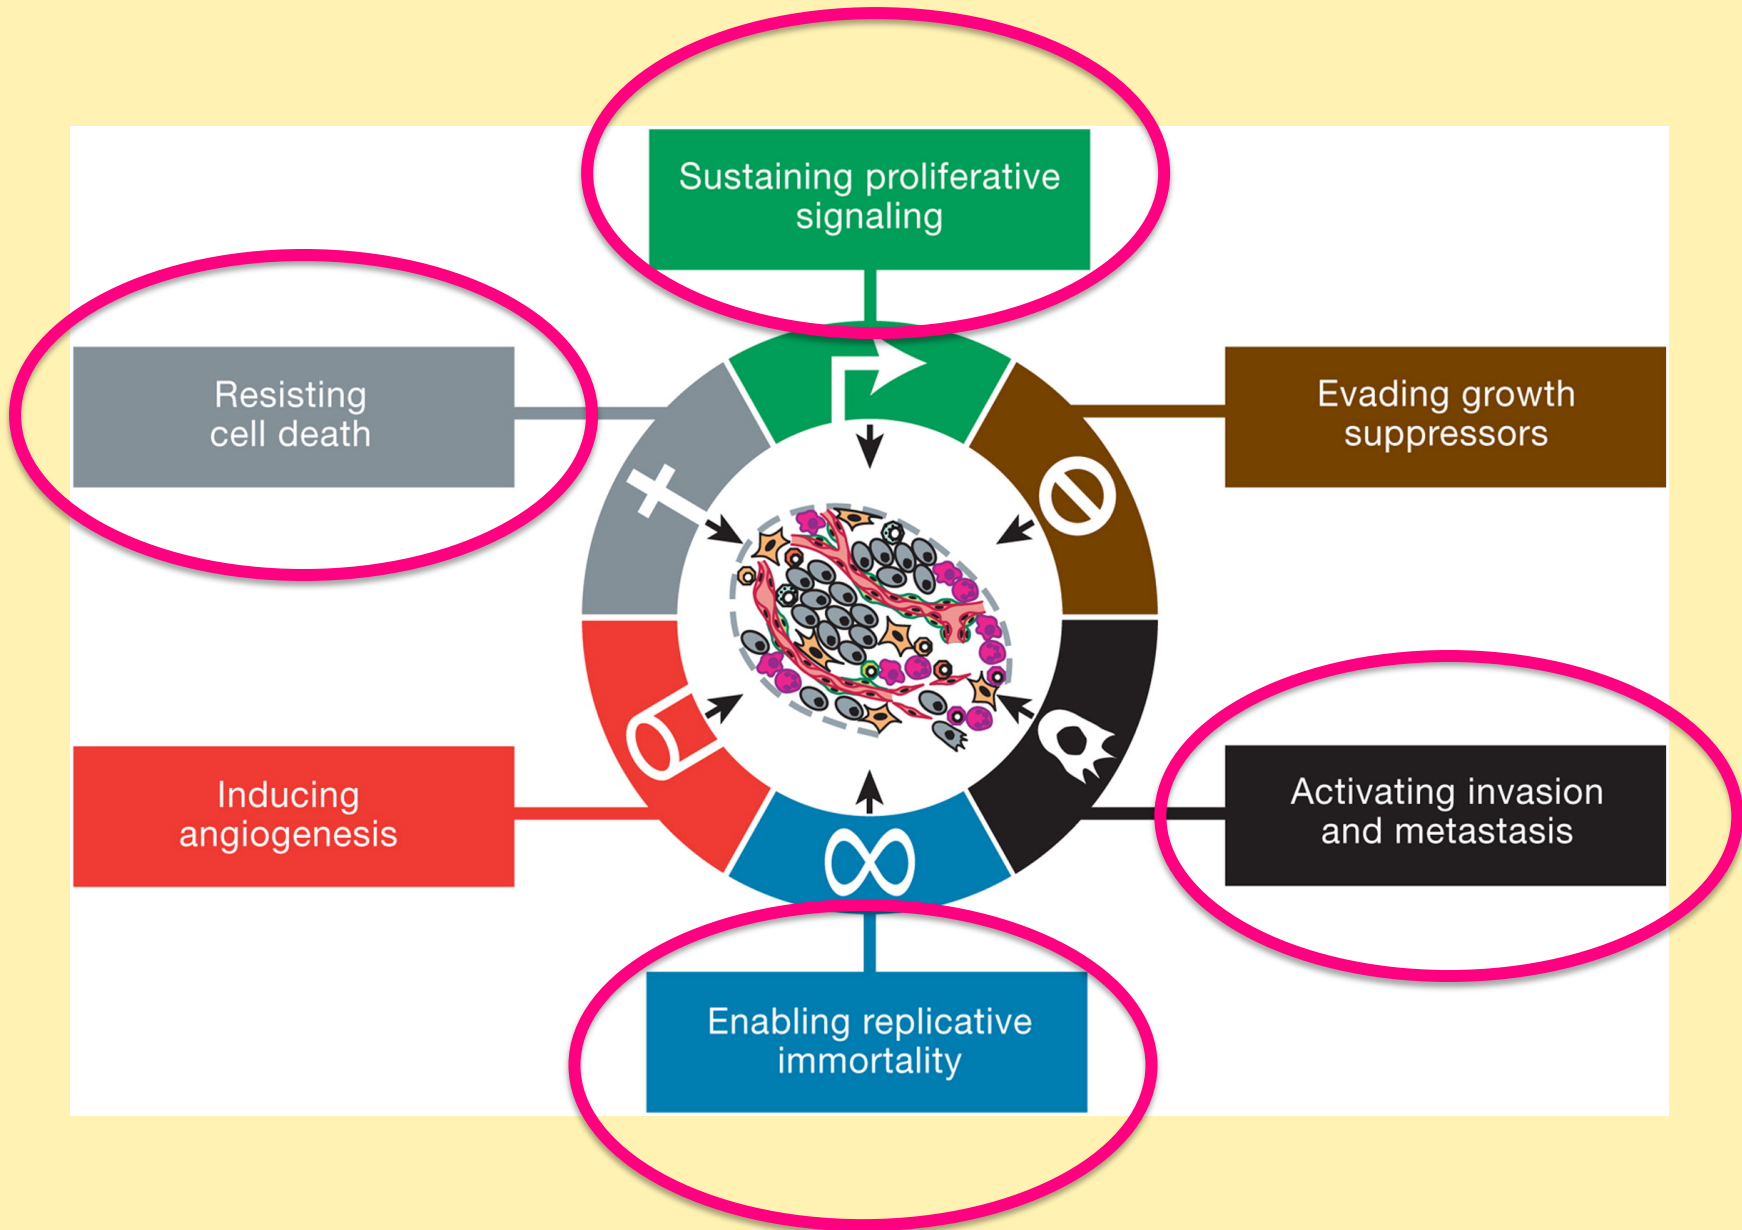 Sustaining proliferative
signaling
Resisting
cell death
Evading growth
suppressors
Inducing
angiogenesis
Activating invasion
and metastasis
Enabling replicative
immortality